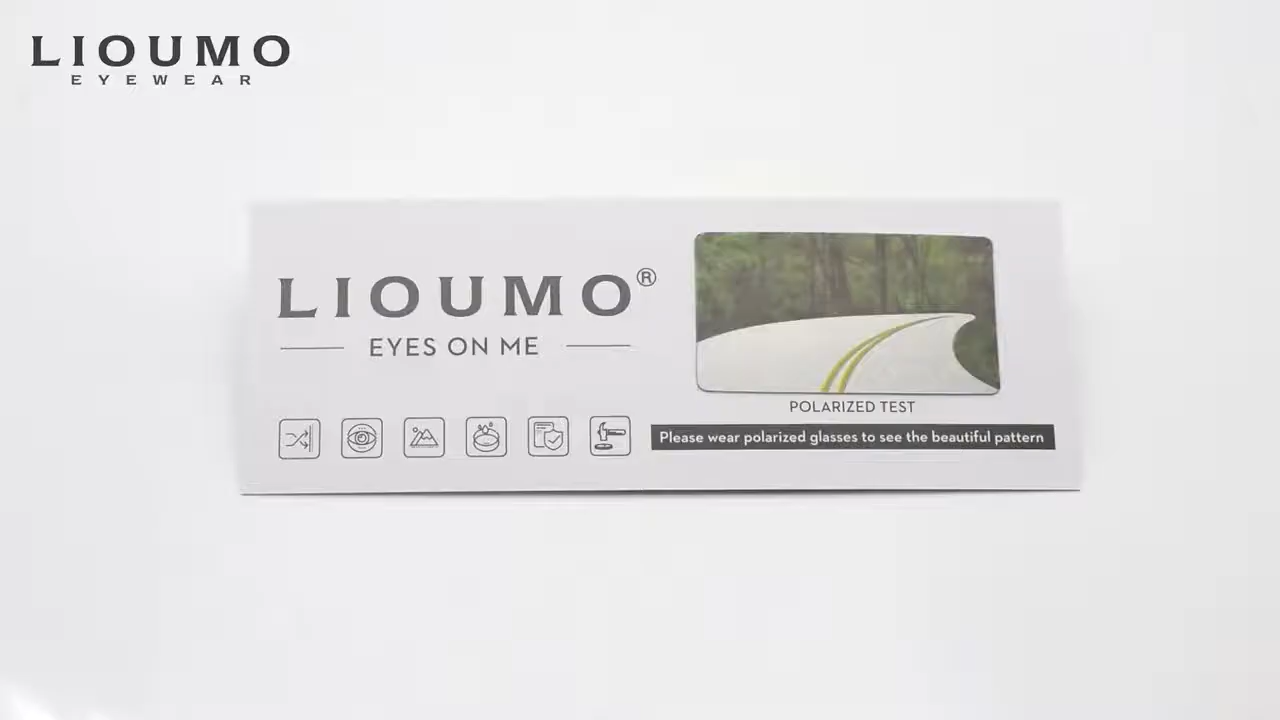 LIOUMO
EYEWEAR
LIOUMO®
EYES ON ME
POLARIZED TEST
Please wear polarized glasses to see the beautiful pattern